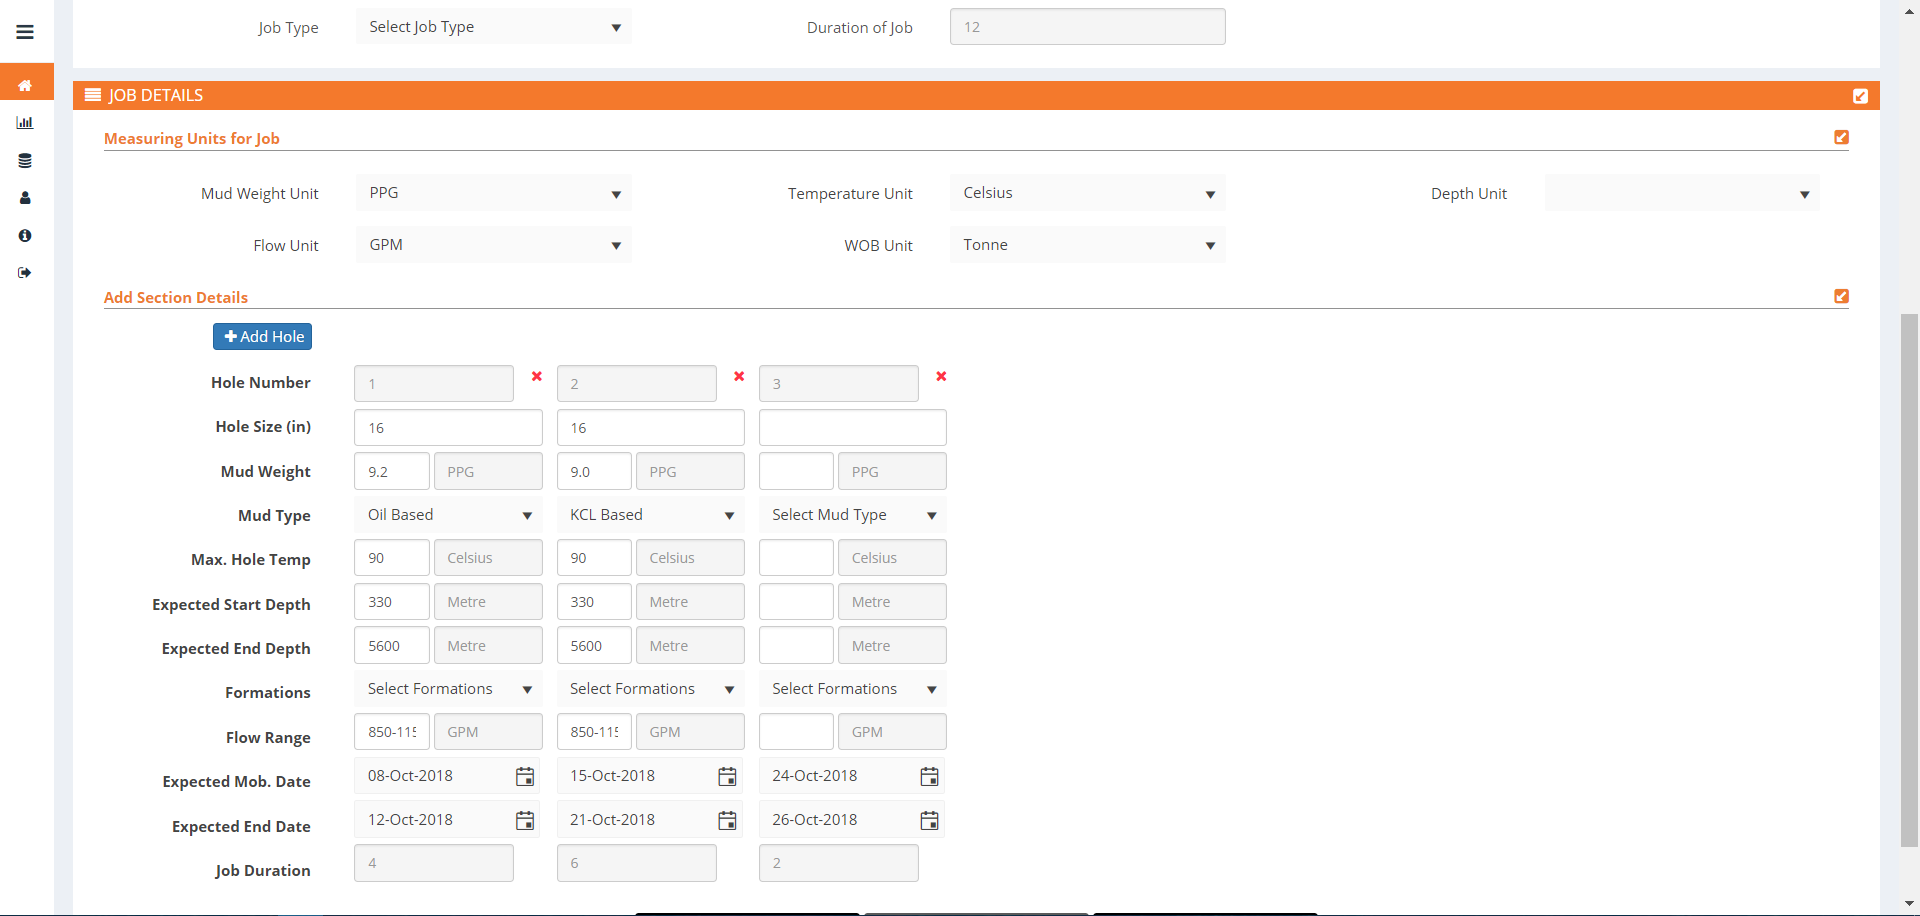 Job Type Select Job Type Duration of Job 12
JOB DETAILS
Measuring Units for Job
Mud Weight Unit PPG Temperature Unit Celsius Depth Unit
Flow Unit GPM WOB Unit Tonne
Add Section Details
Add Hole
Hole Number 1 2 3
Hole Size (in) 16 16
Mud Weight 9.2 PPG 9.0 PPG PPG
Mud Type Oil Based KCL Based Select Mud Type
Max. Hole Temp 90 Celsius 90 Celsius Celsius
Expected Start Depth 330 Metre 330 Metre Metre
Expected End Depth 5600 Metre 5600 Metre Metre
Formations Select Formations Select Formations Select Formations
Flow Range 850-115 GPM 850-115 GPM GPM
Expected Mob. Date 08-Oct-2018 15-Oct-2018 24-Oct-2018
Expected End Date 12-Oct-2018 21-Oct-2018 26-Oct-2018
Job Duration 4 6 2